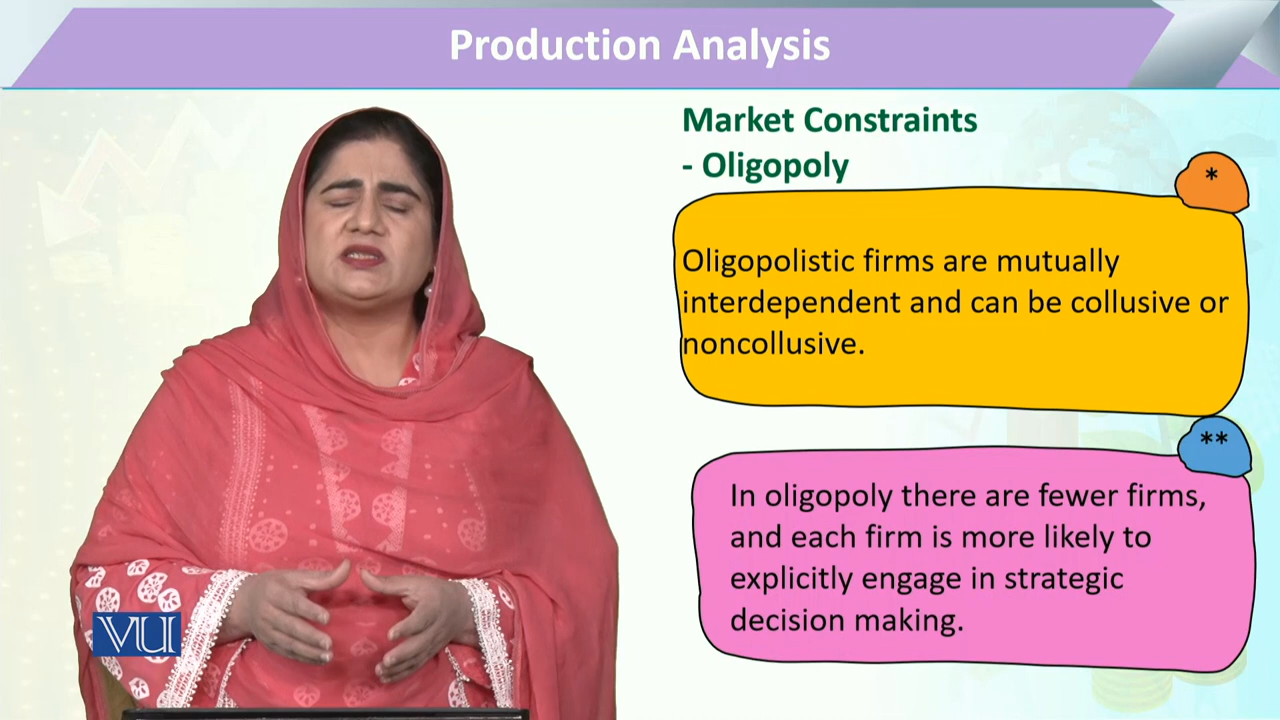 Production Analysis
Market Constraints
- Oligopoly
*
Oligopolistic firms are mutually
interdependent and can be collusive or
noncollusive.
**
In oligopoly there are fewer firms,
and each firm is more likely to
explicitly engage in strategic
decision making.
VU